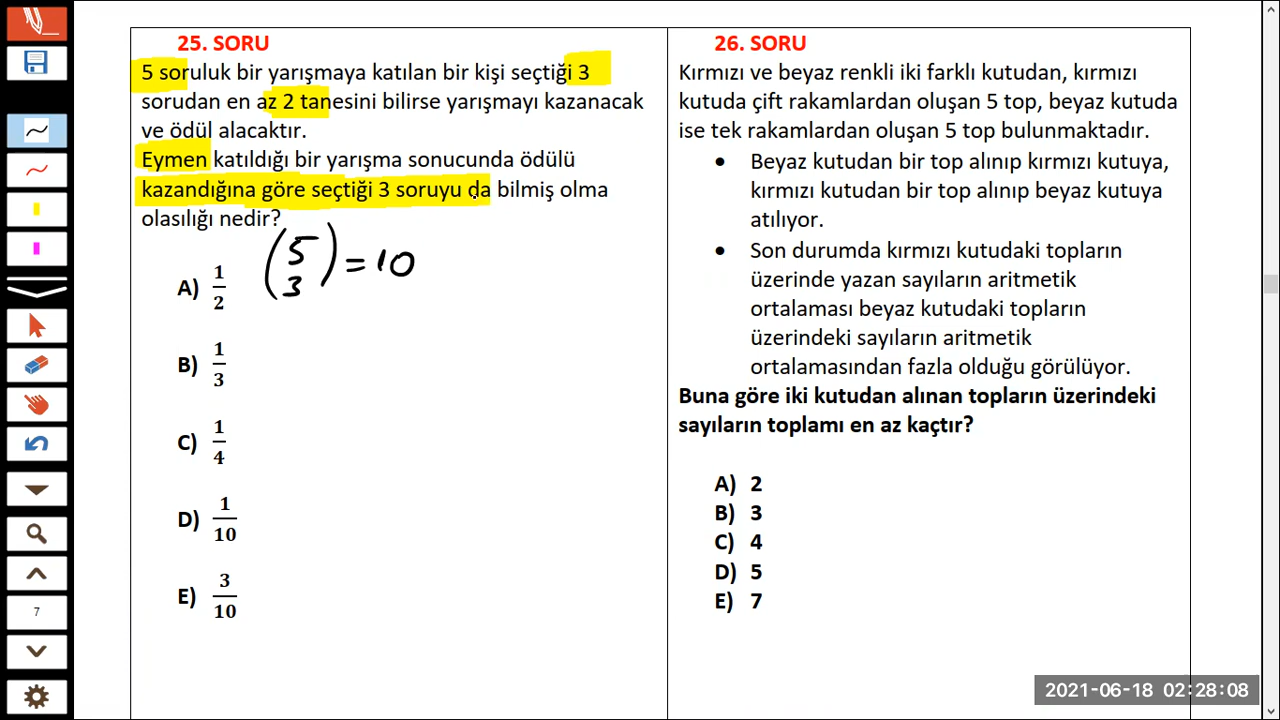 25. SORU
5 soruluk bir yarışmaya katılan bir kişi seçtiği 3
sorudan en az 2 tanesini bilirse yarışmayı kazanacak
ve ödül alacaktır.
Eymen katıldığı bir yarışma sonucunda ödülü
kazandığına göre seçtiği 3 soruyu da bilmiş olma
olasılığı nedir?
(5 3) = 10
A) 1/2
B) 1/3
C) 1/4
D) 1/10
E) 3/10
26. SORU
Kırmızı ve beyaz renkli iki farklı kutudan, kırmızı
kutuda çift rakamlardan oluşan 5 top, beyaz kutuda
ise tek rakamlardan oluşan 5 top bulunmaktadır.
• Beyaz kutudan bir top alınıp kırmızı kutuya,
kırmızı kutudan bir top alınıp beyaz kutuya
atılıyor.
• Son durumda kırmızı kutudaki topların
üzerinde yazan sayıların aritmetik
ortalaması beyaz kutudaki topların
üzerindeki sayıların aritmetik
ortalamasından fazla olduğu görülüyor.
Buna göre iki kutudan alınan topların üzerindeki
sayıların toplamı en az kaçtır?
A) 2
B) 3
C) 4
D) 5
E) 7
7
2021-06-18 02:28:08